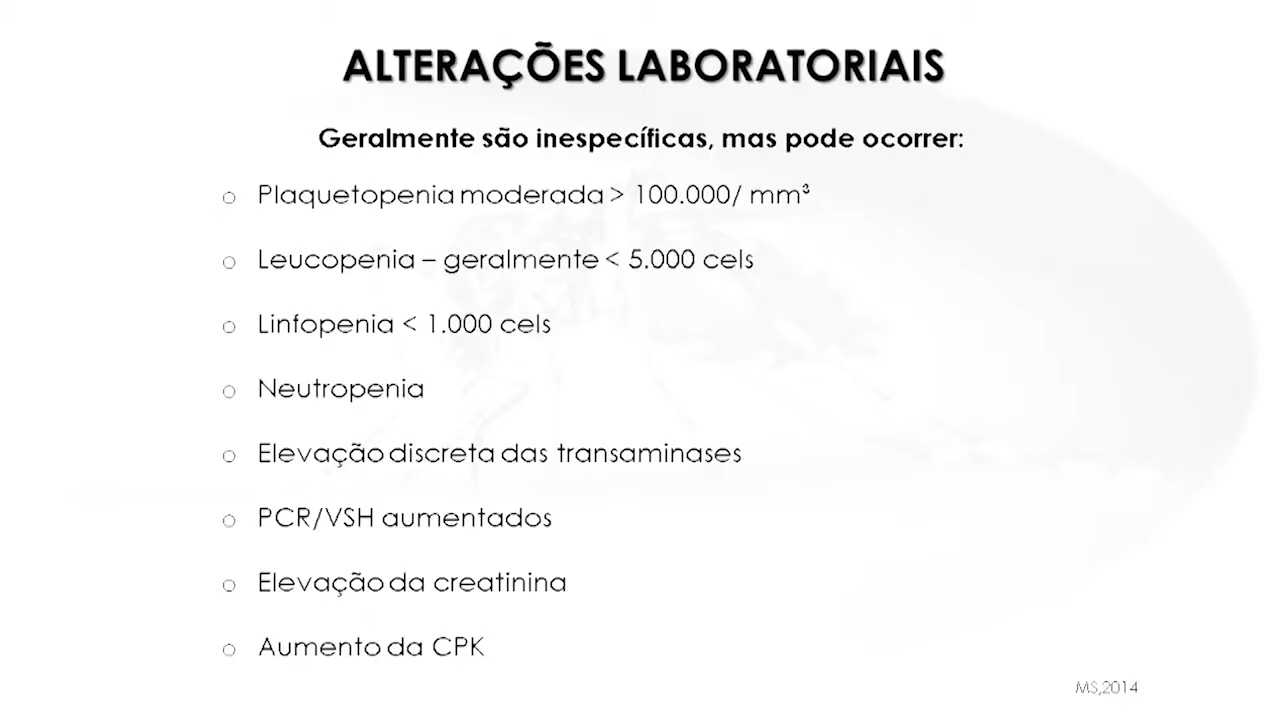 ALTERAÇÕES LABORATORIAIS
Geralmente são inespecíficas, mas pode ocorrer:
Plaquetopenia moderada > 100.000/ mm³
Leucopenia – geralmente < 5.000 cels
Linfopenia < 1.000 cels
Neutropenia
Elevação discreta das transaminases
PCR/VSH aumentados
Elevação da creatinina
Aumento da CPK
MS,2014